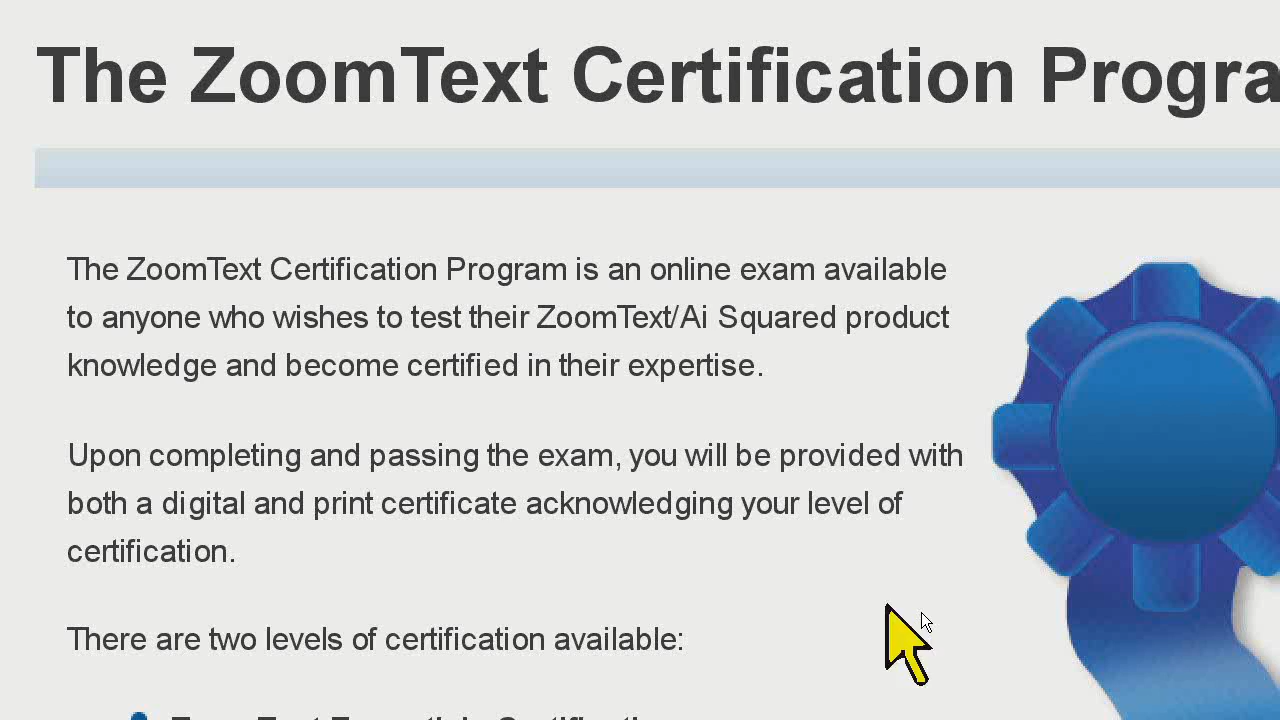 The ZoomText Certification Progra
The ZoomText Certification Program is an online exam available
to anyone who wishes to test their ZoomText/Ai Squared product
knowledge and become certified in their expertise.
Upon completing and passing the exam, you will be provided with
both a digital and print certificate acknowledging your level of
certification.
There are two levels of certification available: